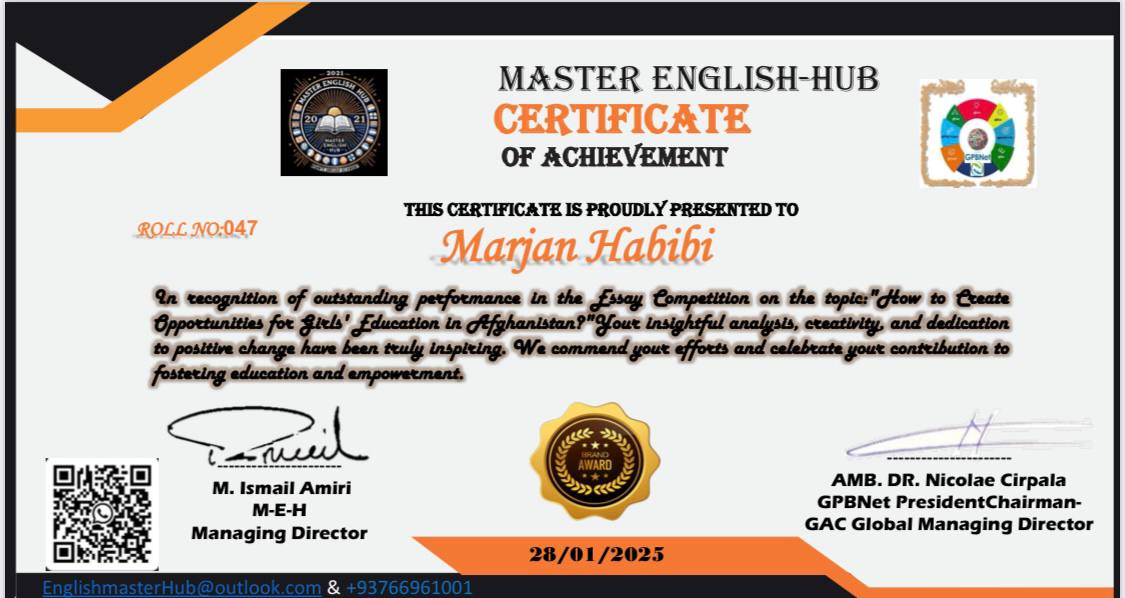 MASTER ENGLISH-HUB
CERTIFICATE
OF ACHIEVEMENT
2021
MASTER ENGLISH HUB
20 21
MASTER
ENGLISH
HUB
GPBNet
THIS CERTIFICATE IS PROUDLY PRESENTED TO
ROLL NO:047
Marjan Habibi
In recognition of outstanding performance in the Essay Competition on the topic:"How to Create
Opportunities for Girls' Education in Afghanistan?"Your insightful analysis, creativity, and dedication
to positive change have been truly inspiring. We commend your efforts and celebrate your contribution to
fostering education and empowerment.
BRAND
AWARD
M. Ismail Amiri
M-E-H
Managing Director
AMB. DR. Nicolae Cirpala
GPBNet PresidentChairman-
GAC Global Managing Director
28/01/2025
EnglishmasterHub@outlook.com & +93766961001